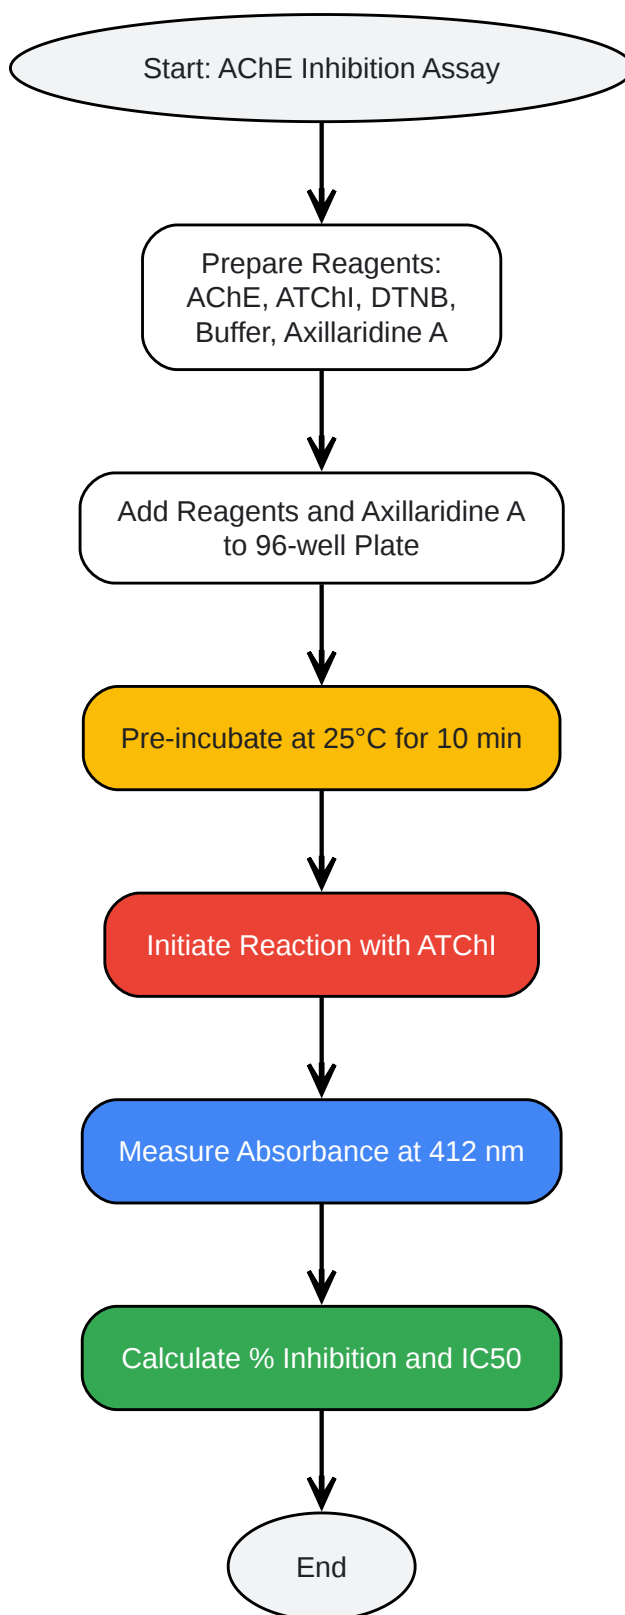 Start: AChE Inhibition Assay
Prepare Reagents:
AChE, ATChI, DTNB,
Buffer, Axillaridine A
Add Reagents and Axillaridine A
to 96-well Plate
Pre-incubate at 25°C for 10 min
Initiate Reaction with ATChI
Measure Absorbance at 412 nm
Calculate % Inhibition and IC50
End